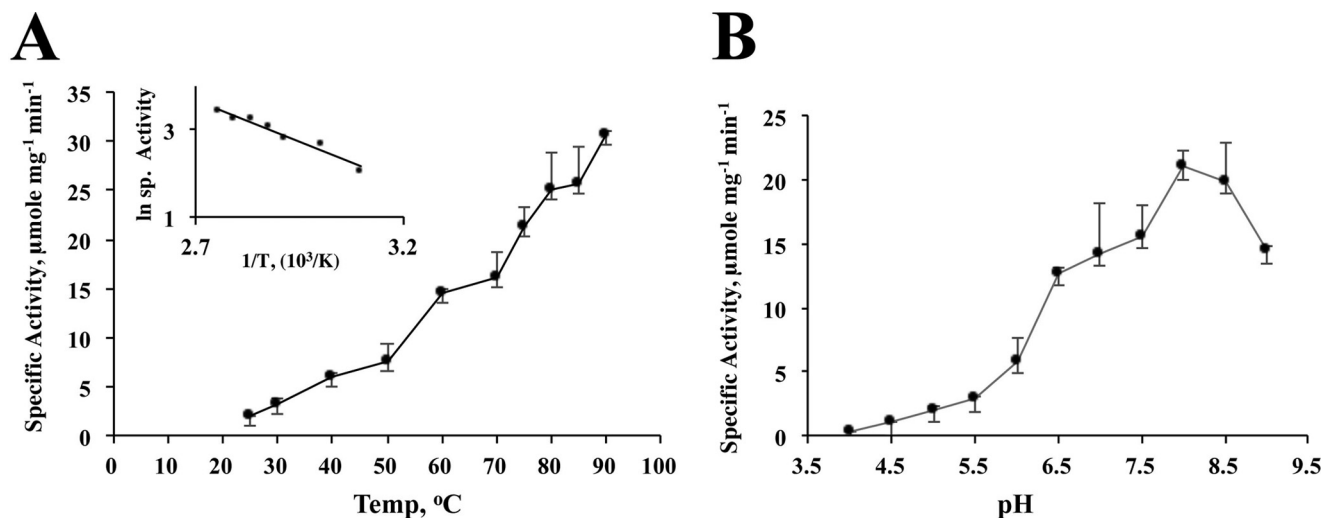 A
Specific Activity, µmole mg-1 min-1
35
30
25
20
15
10
5
0
0 10 20 30 40 50 60 70 80 90 100
Temp, oC
ln sp. Activity
3
1
2.7 3.2
1/T, (10³/K)
B
Specific Activity, µmole mg-1 min-1
25
20
15
10
5
0
3.5 4.5 5.5 6.5 7.5 8.5 9.5
pH